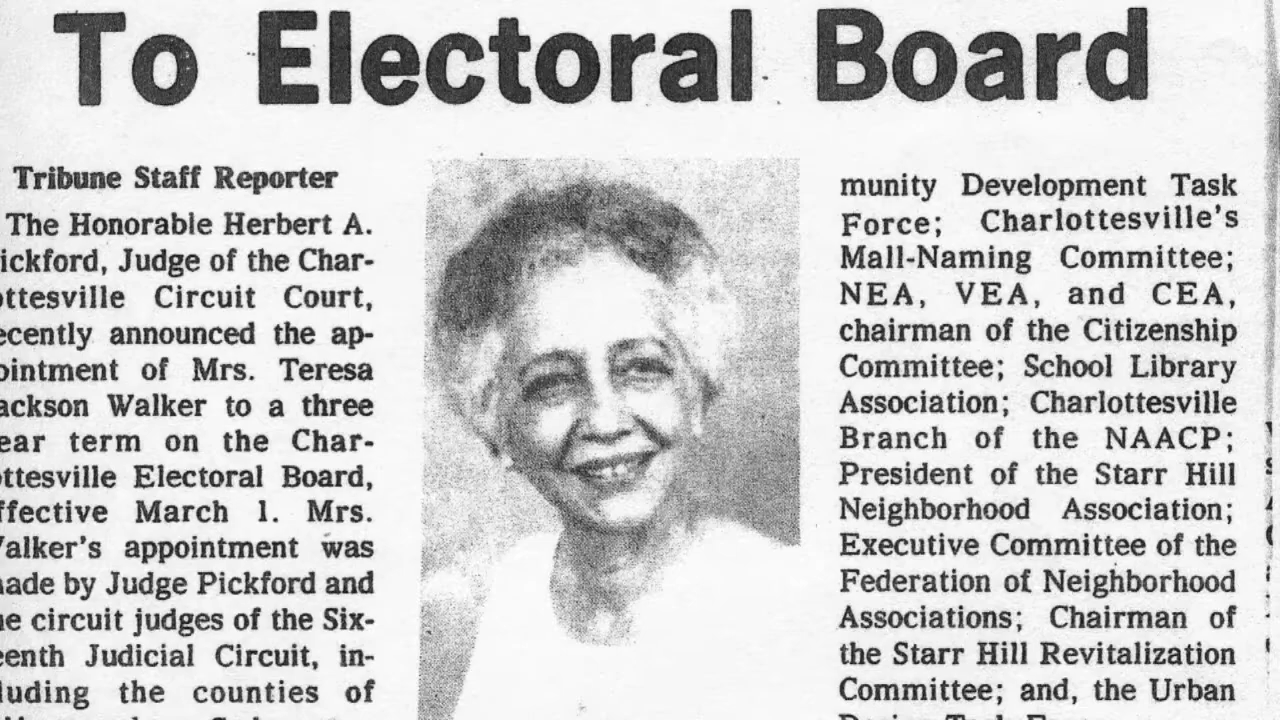 To Electoral Board
Tribune Staff Reporter
The Honorable Herbert A.
ickford, Judge of the Char-
ottesville Circuit Court,
ecently announced the ap-
ointment of Mrs. Teresa
ackson Walker to a three
ear term on the Char-
ottesville Electoral Board,
ffective March 1. Mrs.
alker's appointment was
ade by Judge Pickford and
e circuit judges of the Six-
eenth Judicial Circuit, in-
luding the counties of
munity Development Task
Force; Charlottesville's
Mall-Naming Committee;
NEA, VEA, and CEA,
chairman of the Citizenship
Committee; School Library
Association; Charlottesville
Branch of the NAACP;
President of the Starr Hill
Neighborhood Association;
Executive Committee of the
Federation of Neighborhood
Associations; Chairman of
the Starr Hill Revitalization
Committee; and, the Urban